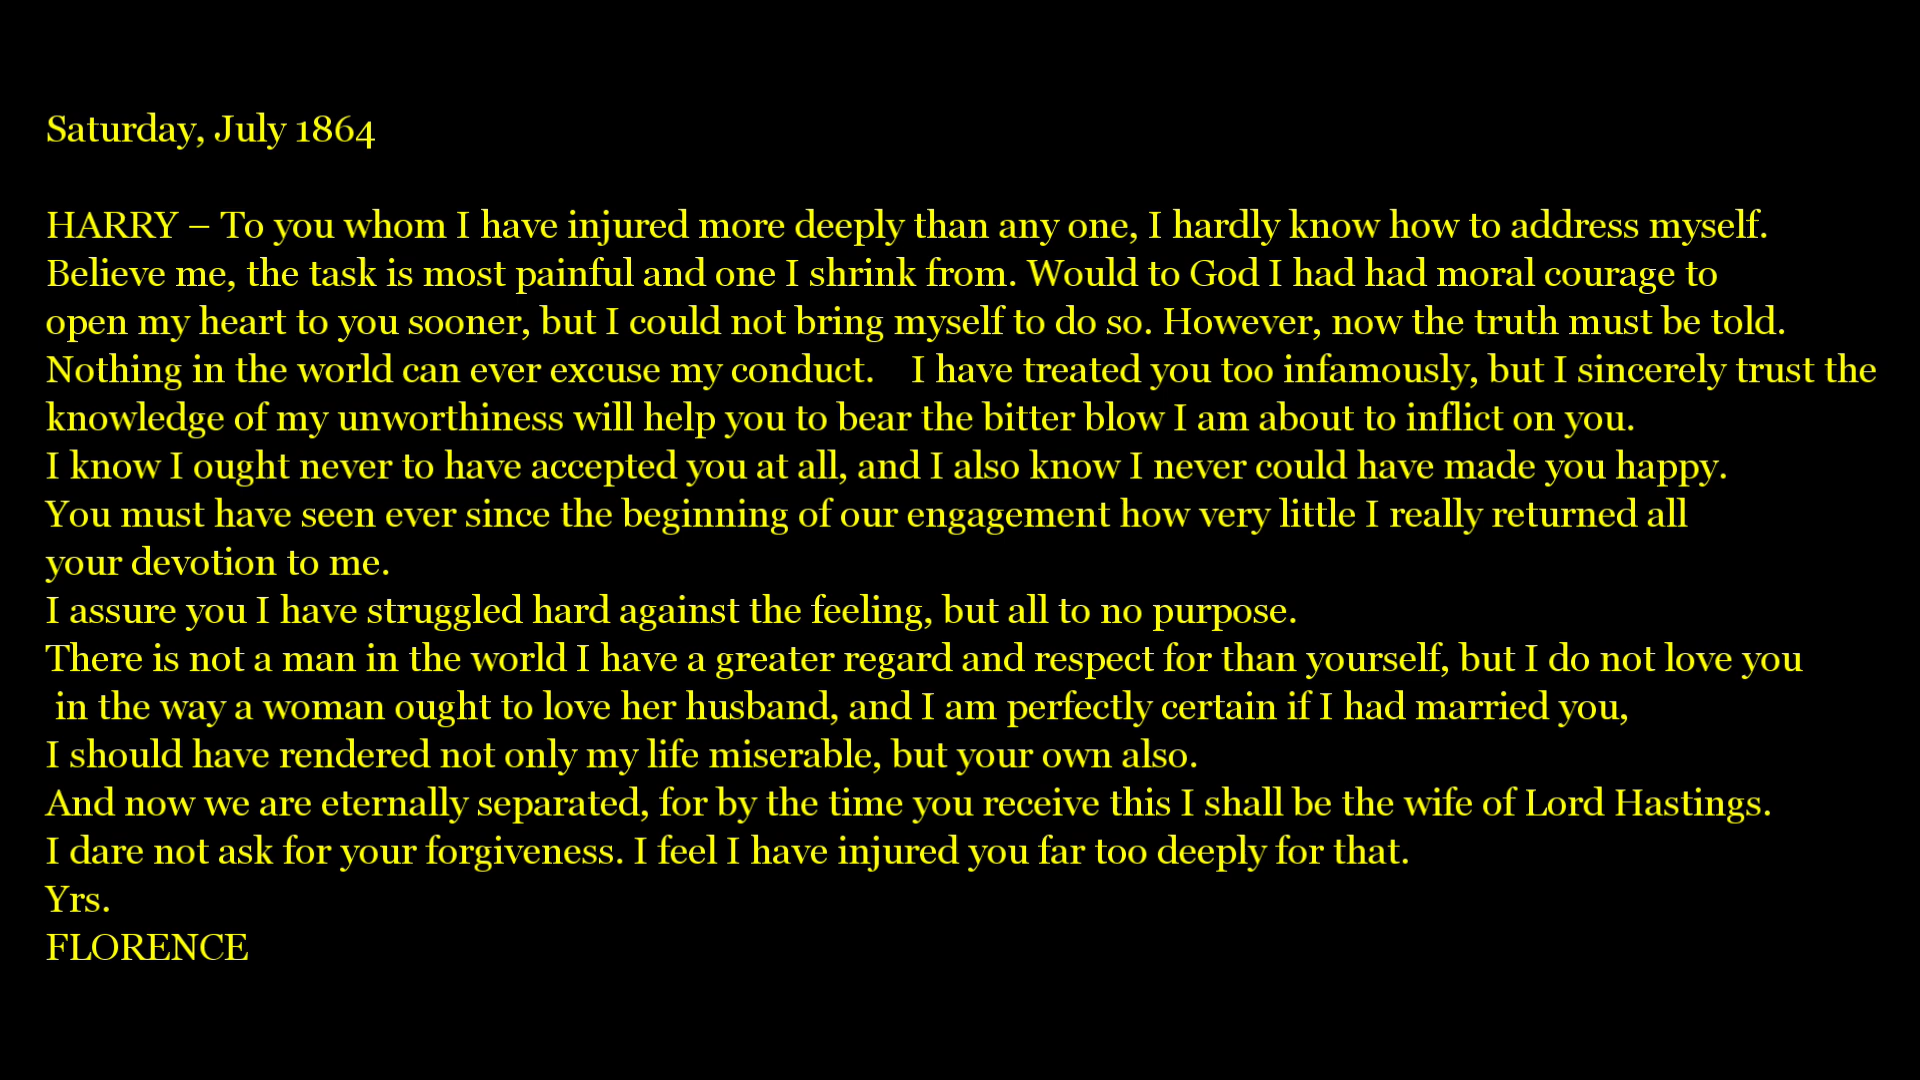 Saturday, July 1864
HARRY – To you whom I have injured more deeply than any one, I hardly know how to address myself.
Believe me, the task is most painful and one I shrink from. Would to God I had had moral courage to
open my heart to you sooner, but I could not bring myself to do so. However, now the truth must be told.
Nothing in the world can ever excuse my conduct.    I have treated you too infamously, but I sincerely trust the
knowledge of my unworthiness will help you to bear the bitter blow I am about to inflict on you.
I know I ought never to have accepted you at all, and I also know I never could have made you happy.
You must have seen ever since the beginning of our engagement how very little I really returned all
your devotion to me.
I assure you I have struggled hard against the feeling, but all to no purpose.
There is not a man in the world I have a greater regard and respect for than yourself, but I do not love you
in the way a woman ought to love her husband, and I am perfectly certain if I had married you,
I should have rendered not only my life miserable, but your own also.
And now we are eternally separated, for by the time you receive this I shall be the wife of Lord Hastings.
I dare not ask for your forgiveness. I feel I have injured you far too deeply for that.
Yrs.
FLORENCE